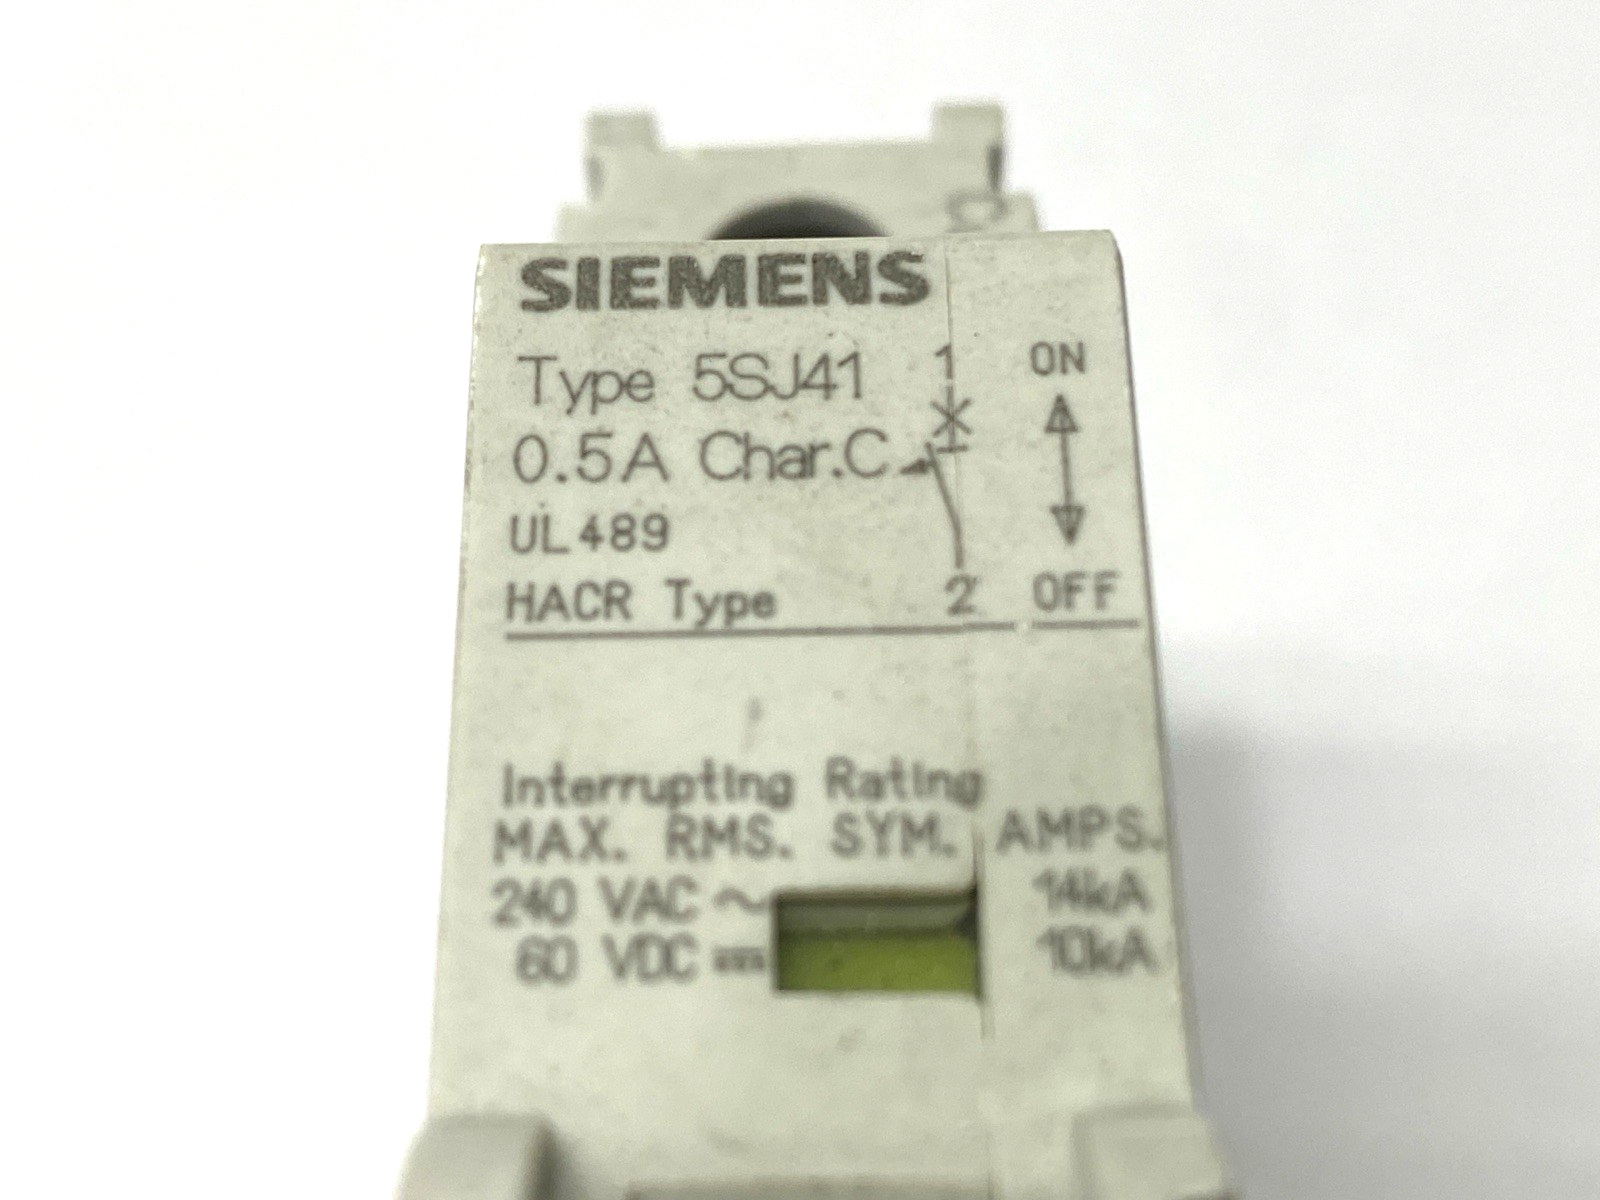 SIEMENS
Type 5SJ41 1 ON
0.5A Char.C
UL489
HACR Type 2 OFF
Interrupting Rating
MAX. RMS. SYM. AMPS.
240 VAC ~ 14kA
60 VDC ⎓ 10kA